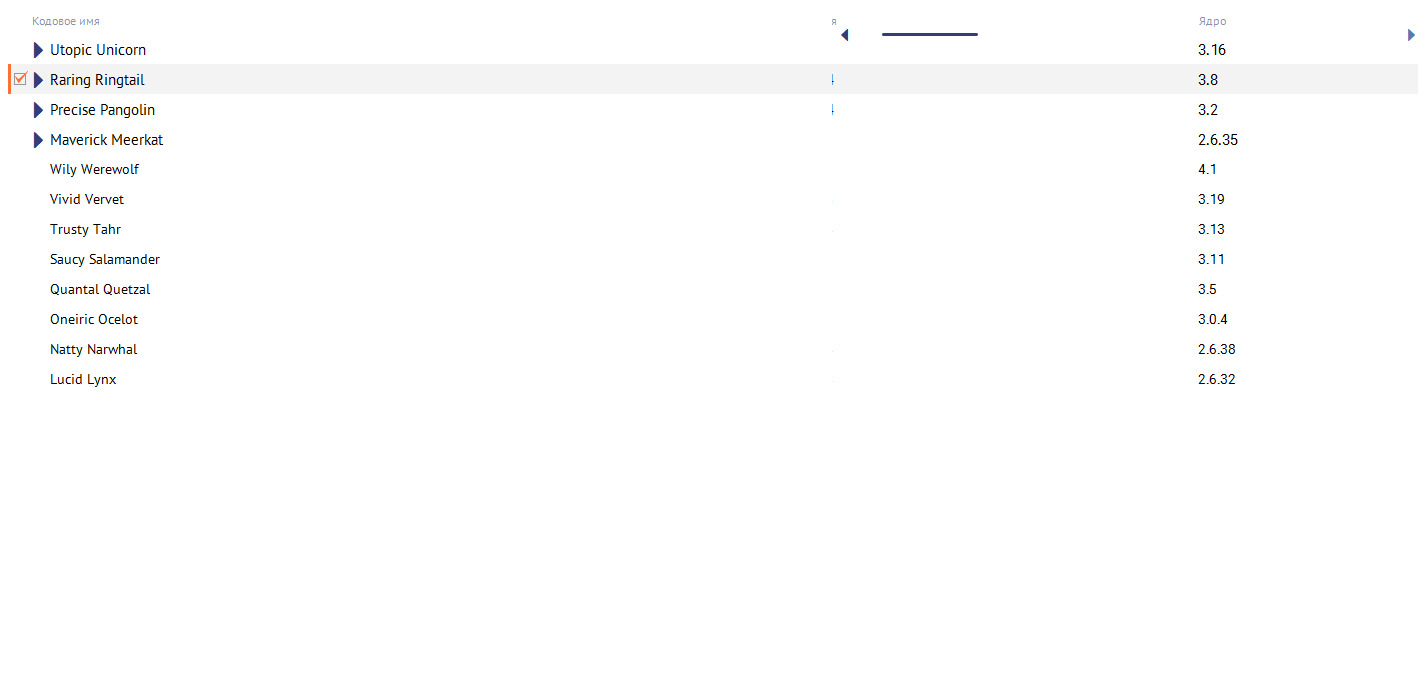 Кодовое имя я Ядро
Utopic Unicorn 3.16
Raring Ringtail 3.8
Precise Pangolin 3.2
Maverick Meerkat 2.6.35
Wily Werewolf 4.1
Vivid Vervet 3.19
Trusty Tahr 3.13
Saucy Salamander 3.11
Quantal Quetzal 3.5
Oneiric Ocelot 3.0.4
Natty Narwhal 2.6.38
Lucid Lynx 2.6.32